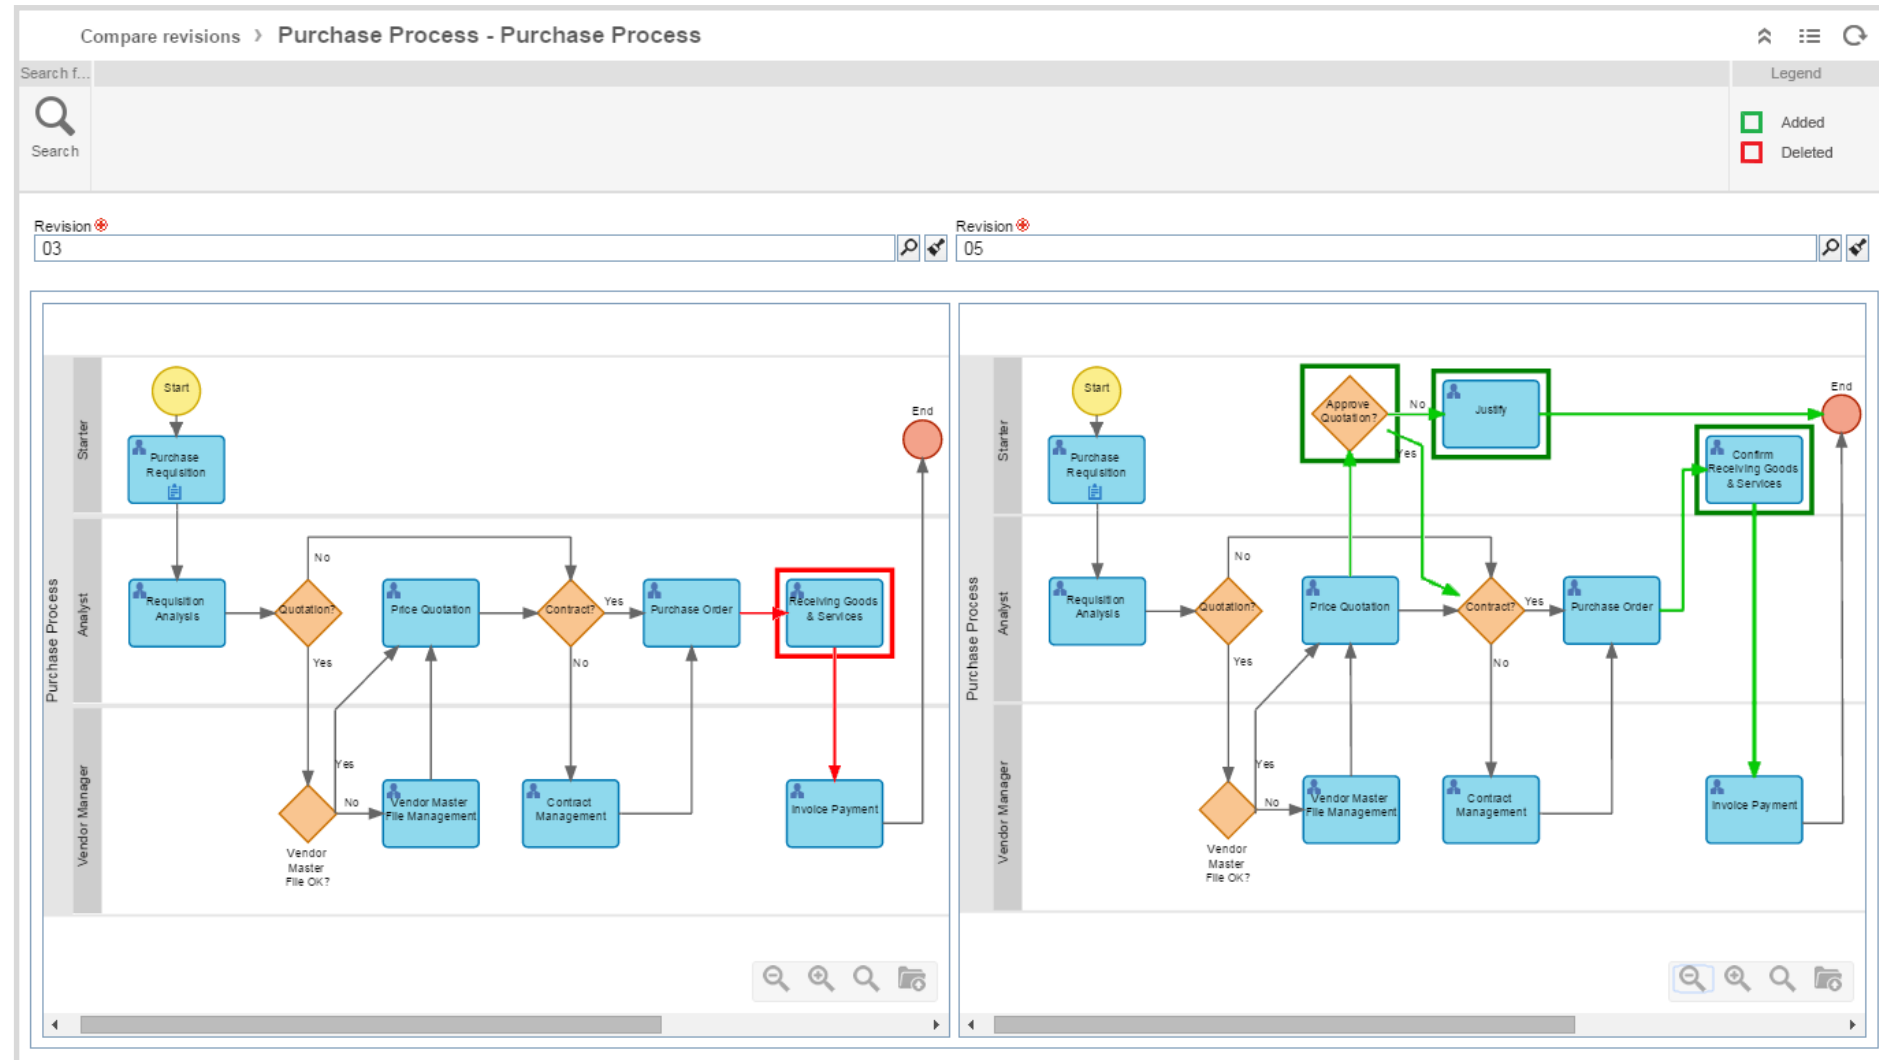 Compare revisions › Purchase Process - Purchase Process
Search f...
Legend
Search
Added
Deleted
Revision
03
Revision
05
Purchase Process
Starter
Analyst
Vendor Manager
Start
Purchase
Requisition
End
Requisition
Analysis
Quotation?
No
Yes
Price Quotation
Contract?
Yes
No
Purchase Order
Receiving Goods
& Services
Yes
No
Vendor
Master
File OK?
Vendor Master
File Management
Contract
Management
Invoice Payment
Purchase Process
Starter
Analyst
Vendor Manager
Start
Purchase
Requisition
Approve
Quotation?
No
Yes
Justify
End
Confirm
Receiving Goods
& Services
Requisition
Analysis
Quotation?
No
Yes
Price Quotation
Contract?
Yes
No
Purchase Order
Yes
No
Vendor
Master
File OK?
Vendor Master
File Management
Contract
Management
Invoice Payment